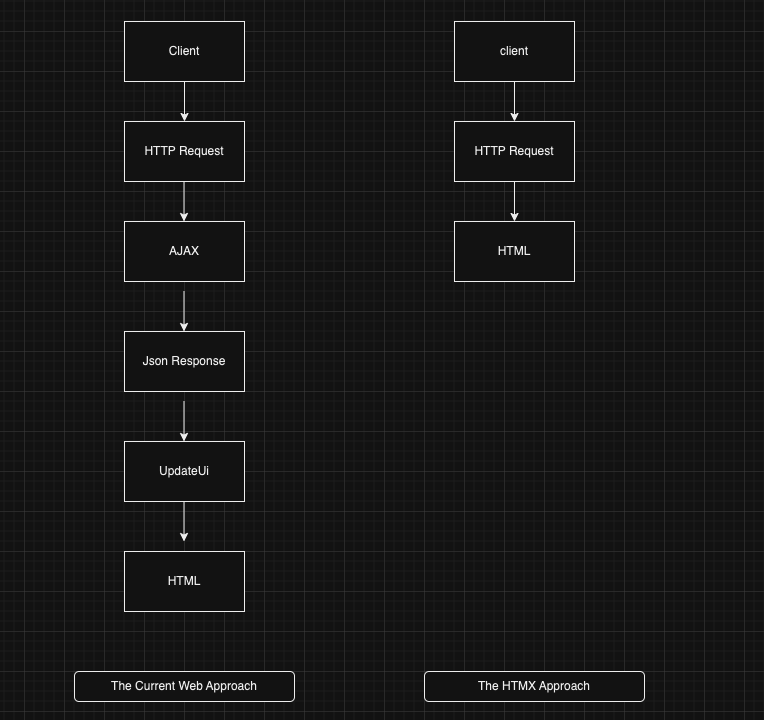 Client
HTTP Request
AJAX
Json Response
UpdateUi
HTML
The Current Web Approach
client
HTTP Request
HTML
The HTMX Approach